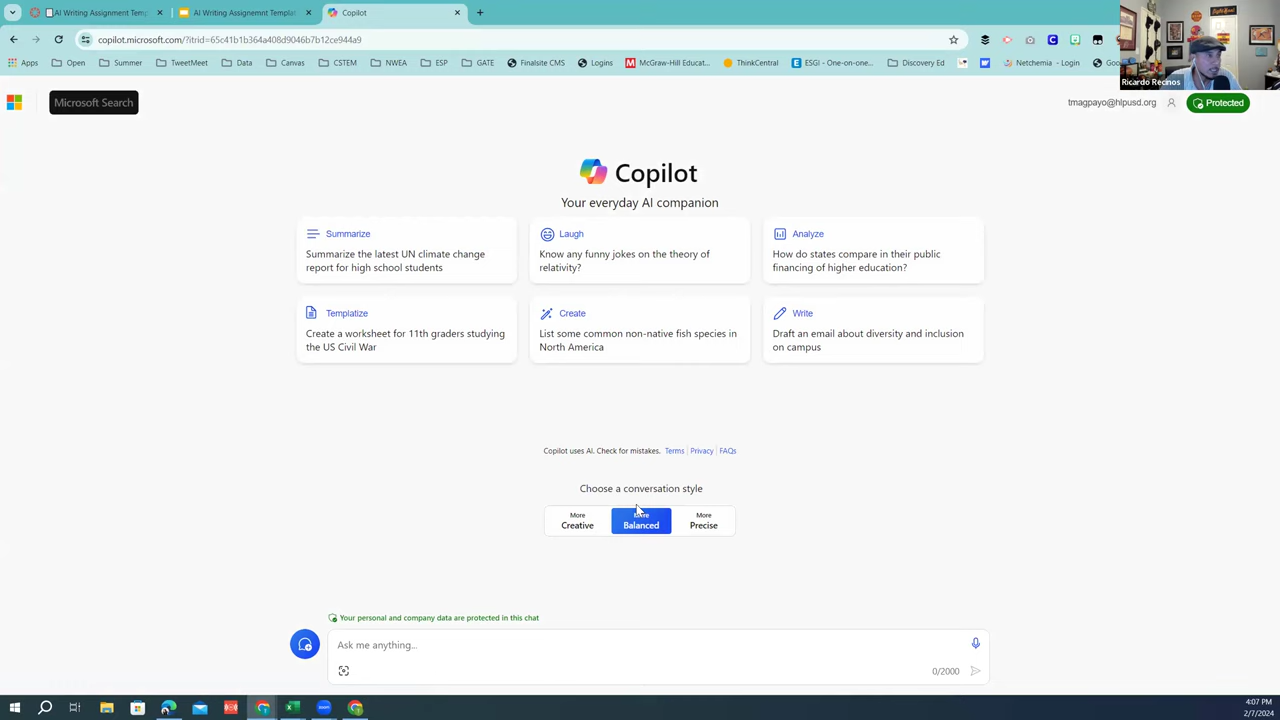 AI Writing Assignment Temp
AI Writing Assignemnt Templat
Copilot
copilot.microsoft.com/?itrid=65c41b1b364a408d9046b7b12ce944a9
Apps
Open
Summer
TweetMeet
Data
Canvas
CSTEM
NWEA
ESP
GATE
Finalsite CMS
Logins
McGraw-Hill Educat...
ThinkCentral
ESGI - One-on-one...
Discovery Ed
Netchemia - Login
Goo
Ricardo Recinos
Microsoft Search
tmagpayo@hlpusd.org
Protected
Copilot
Your everyday AI companion
Summarize
Summarize the latest UN climate change
report for high school students
Laugh
Know any funny jokes on the theory of
relativity?
Analyze
How do states compare in their public
financing of higher education?
Templatize
Create a worksheet for 11th graders studying
the US Civil War
Create
List some common non-native fish species in
North America
Write
Draft an email about diversity and inclusion
on campus
Copilot uses AI. Check for mistakes. Terms Privacy FAQs
Choose a conversation style
More
Creative
More
Balanced
More
Precise
Your personal and company data are protected in this chat
Ask me anything...
0/2000
4:07 PM
2/7/2024